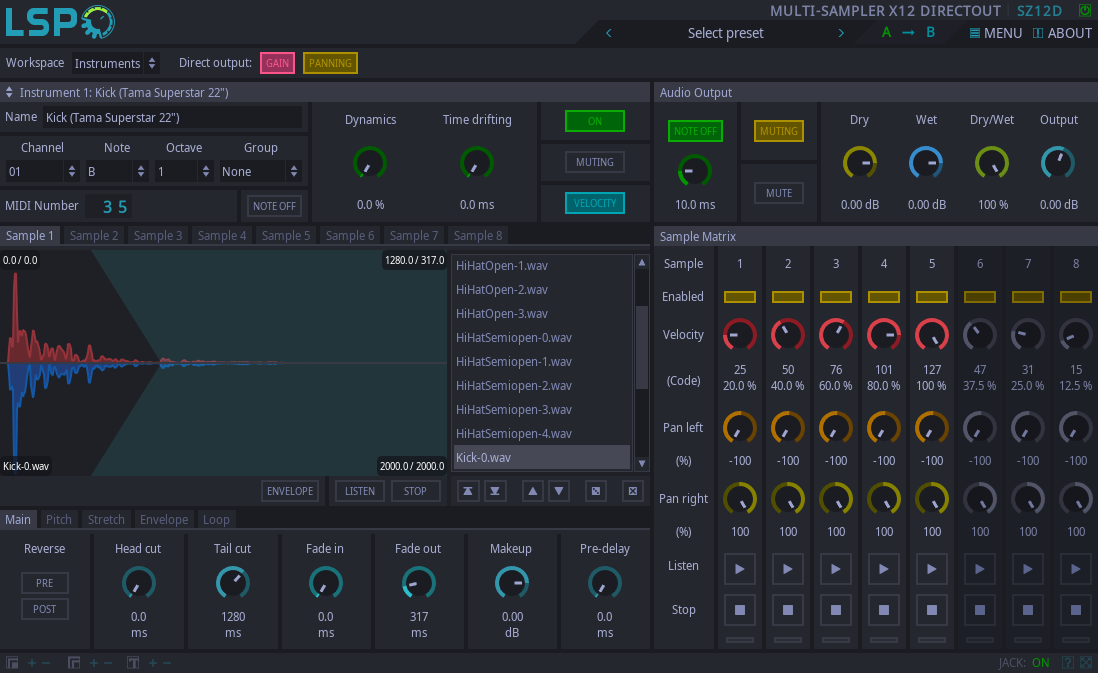 LSP
MULTI-SAMPLER X12 DIRECTOUT SZ12D
Select preset
A → B
MENU
ABOUT
Workspace Instruments Direct output: GAIN PANNING
Instrument 1: Kick (Tama Superstar 22")
Name Kick (Tama Superstar 22")
Channel Note Octave Group
01 B 1 None
MIDI Number 35 NOTE OFF
Dynamics Time drifting
0.0 % 0.0 ms
ON
MUTING
VELOCITY
Audio Output
NOTE OFF
10.0 ms
MUTING
MUTE
Dry Wet Dry/Wet Output
0.00 dB 0.00 dB 100 % 0.00 dB
Sample 1 Sample 2 Sample 3 Sample 4 Sample 5 Sample 6 Sample 7 Sample 8
0.0 / 0.0
1280.0 / 317.0
Kick-0.wav
2000.0 / 2000.0
HiHatOpen-1.wav
HiHatOpen-2.wav
HiHatOpen-3.wav
HiHatSemiopen-0.wav
HiHatSemiopen-1.wav
HiHatSemiopen-2.wav
HiHatSemiopen-3.wav
HiHatSemiopen-4.wav
Kick-0.wav
ENVELOPE LISTEN STOP
Main Pitch Stretch Envelope Loop
Reverse Head cut Tail cut Fade in Fade out Makeup Pre-delay
PRE
POST
0.0 1280 0.0 317 0.00 0.0
ms ms ms ms dB ms
Sample Matrix
Sample 1 2 3 4 5 6 7 8
Enabled
Velocity
(Code) 25 50 76 101 127 47 31 15
20.0 % 40.0 % 60.0 % 80.0 % 100 % 37.5 % 25.0 % 12.5 %
Pan left
(%) -100 -100 -100 -100 -100 -100 -100 -100
Pan right
(%) 100 100 100 100 100 100 100 100
Listen
Stop
JACK: ON